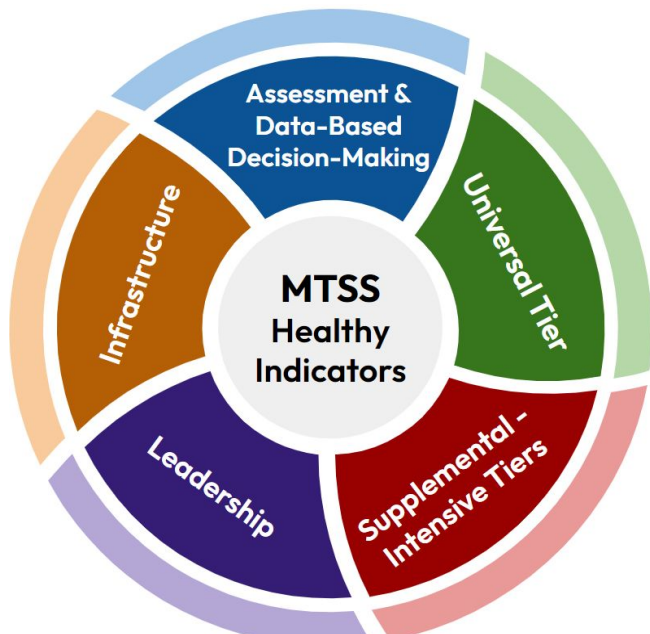 Assessment &
Data-Based
Decision-Making
Universal Tier
Supplemental -
Intensive Tiers
Leadership
Infrastructure
MTSS
Healthy
Indicators